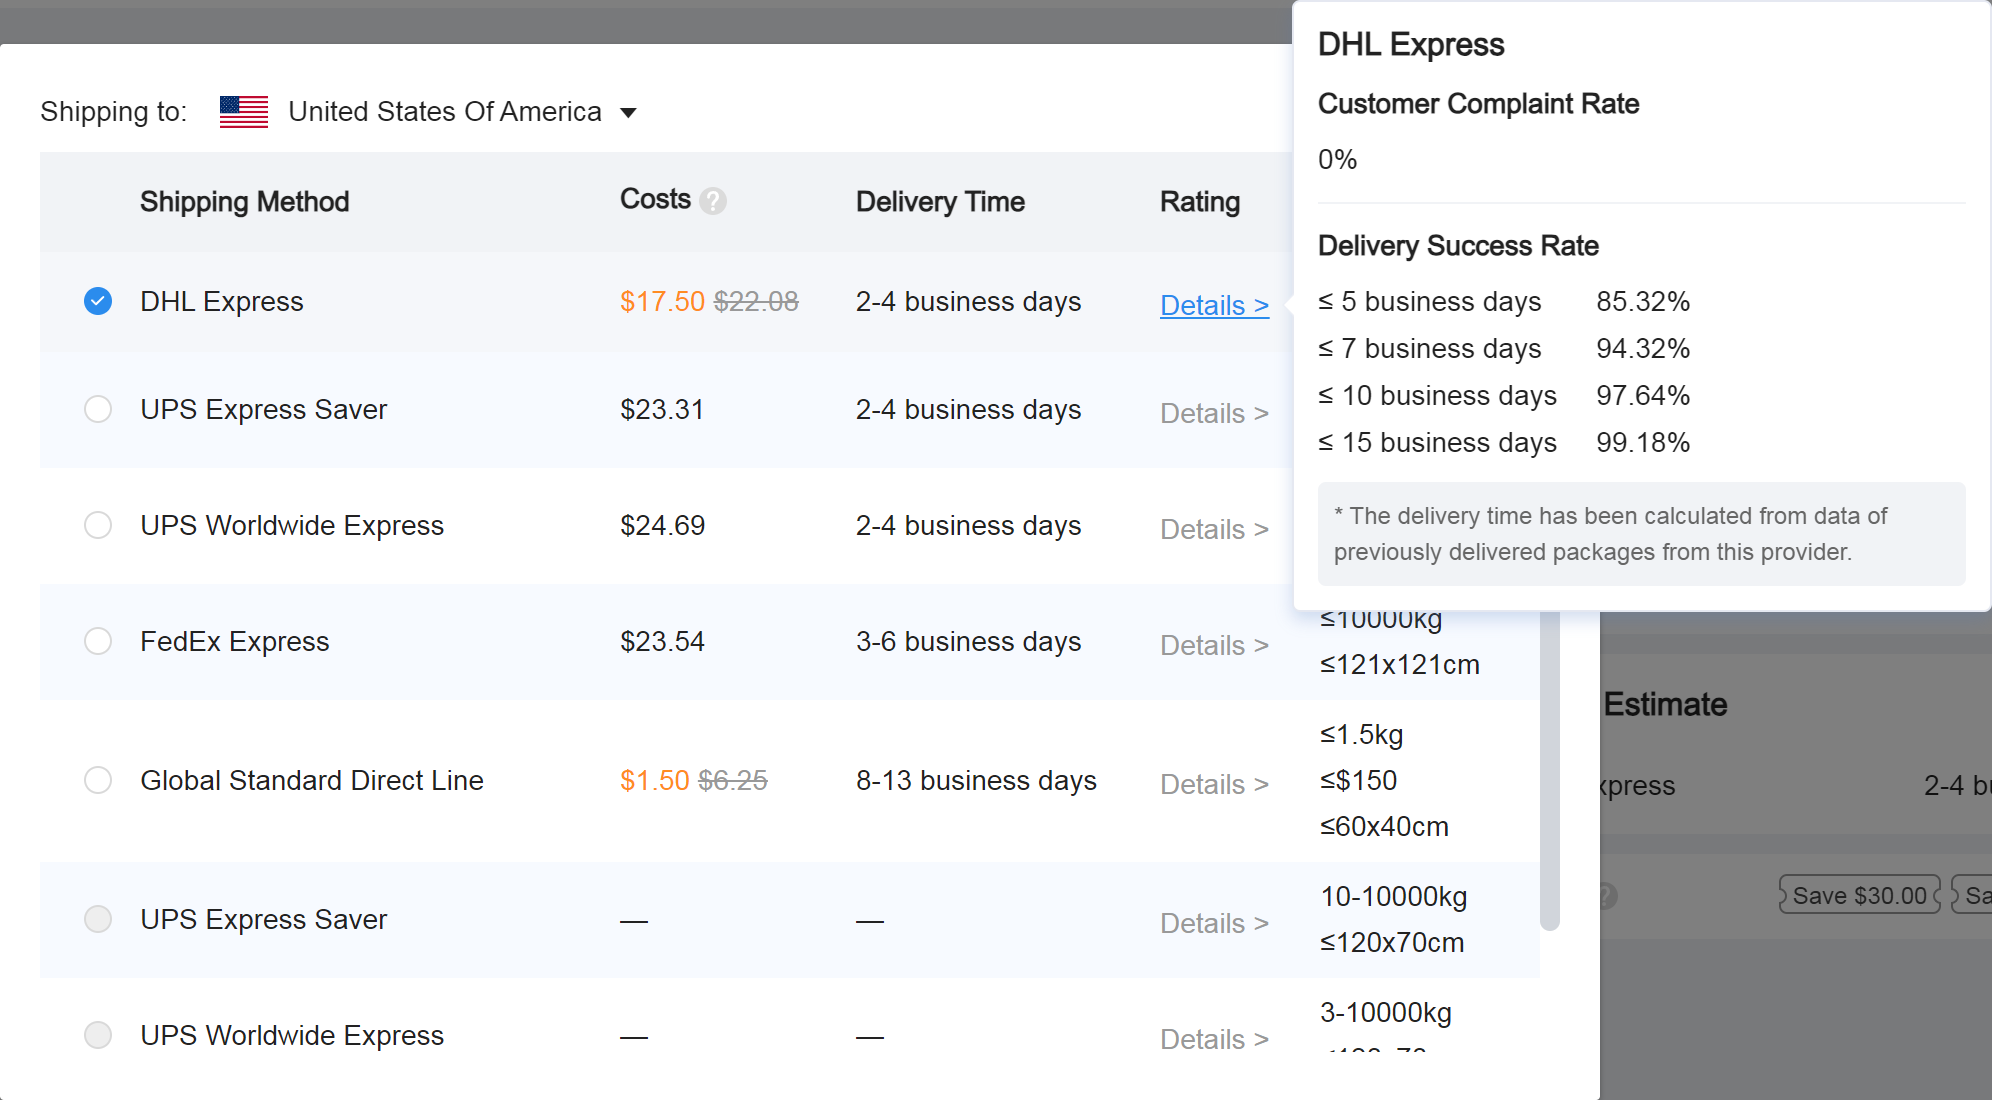 Shipping to: United States Of America
Shipping Method Costs ? Delivery Time Rating
DHL Express $17.50 $22.08 2-4 business days Details >
UPS Express Saver $23.31 2-4 business days Details >
UPS Worldwide Express $24.69 2-4 business days Details >
FedEx Express $23.54 3-6 business days Details > ≤10000kg
≤121x121cm
Global Standard Direct Line $1.50 $6.25 8-13 business days Details > ≤1.5kg
≤$150
≤60x40cm
UPS Express Saver — — Details > 10-10000kg
≤120x70cm
UPS Worldwide Express — — Details > 3-10000kg
DHL Express
Customer Complaint Rate
0%
Delivery Success Rate
≤ 5 business days 85.32%
≤ 7 business days 94.32%
≤ 10 business days 97.64%
≤ 15 business days 99.18%
* The delivery time has been calculated from data of
previously delivered packages from this provider.
Estimate
xpress 2-4 bu
? Save $30.00 Sa